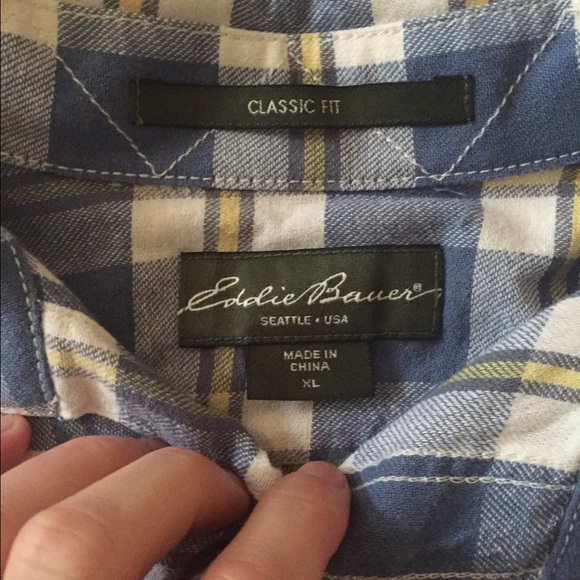 CLASSIC FIT
Eddie Bauer®
SEATTLE • USA
MADE IN
CHINA
XL